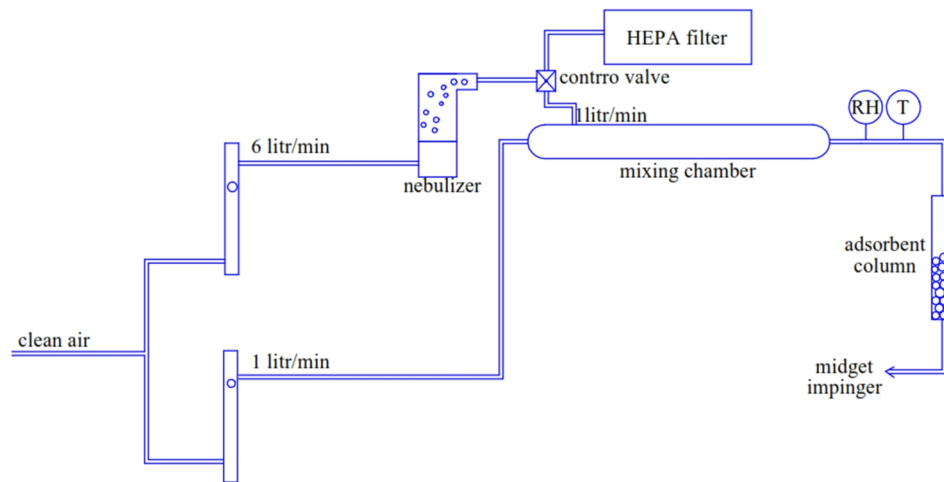 HEPA filter
contrro valve
1litr/min
RH
T
6 litr/min
nebulizer
mixing chamber
adsorbent
column
clean air
1 litr/min
midget
impinger